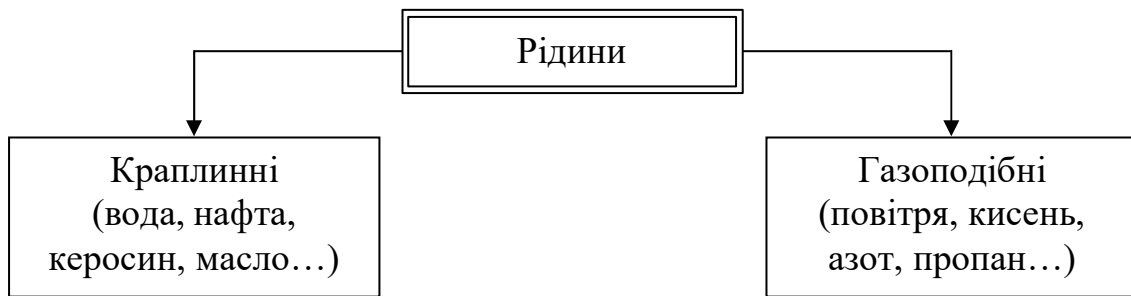 Рідини
Краплинні
(вода, нафта,
керосин, масло…)
Газоподібні
(повітря, кисень,
азот, пропан…)